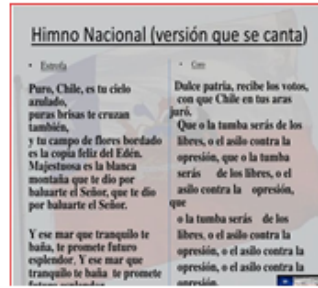 Himno Nacional (versión que se canta)
• Estrofa
Puro, Chile, es tu cielo
azulado,
puras brisas te cruzan
también,
y tu campo de flores bordado
es la copia feliz del Edén.
Majestuosa es la blanca
montaña que te dio por
baluarte el Señor, que te dio
por baluarte el Señor.
Y ese mar que tranquilo te
baña, te promete futuro
esplendor. Y ese mar que
tranquilo te baña te promete
futuro esplendor
• Coro
Dulce patria, recibe los votos,
con que Chile en tus aras
juró.
Que o la tumba serás de los
libres, o el asilo contra la
opresión, que o la tumba
serás de los libres, o el
asilo contra la opresión,
que
o la tumba serás de los
libres, o el asilo contra la
opresión, o el asilo contra la
opresión, o el asilo contra la
opresión.